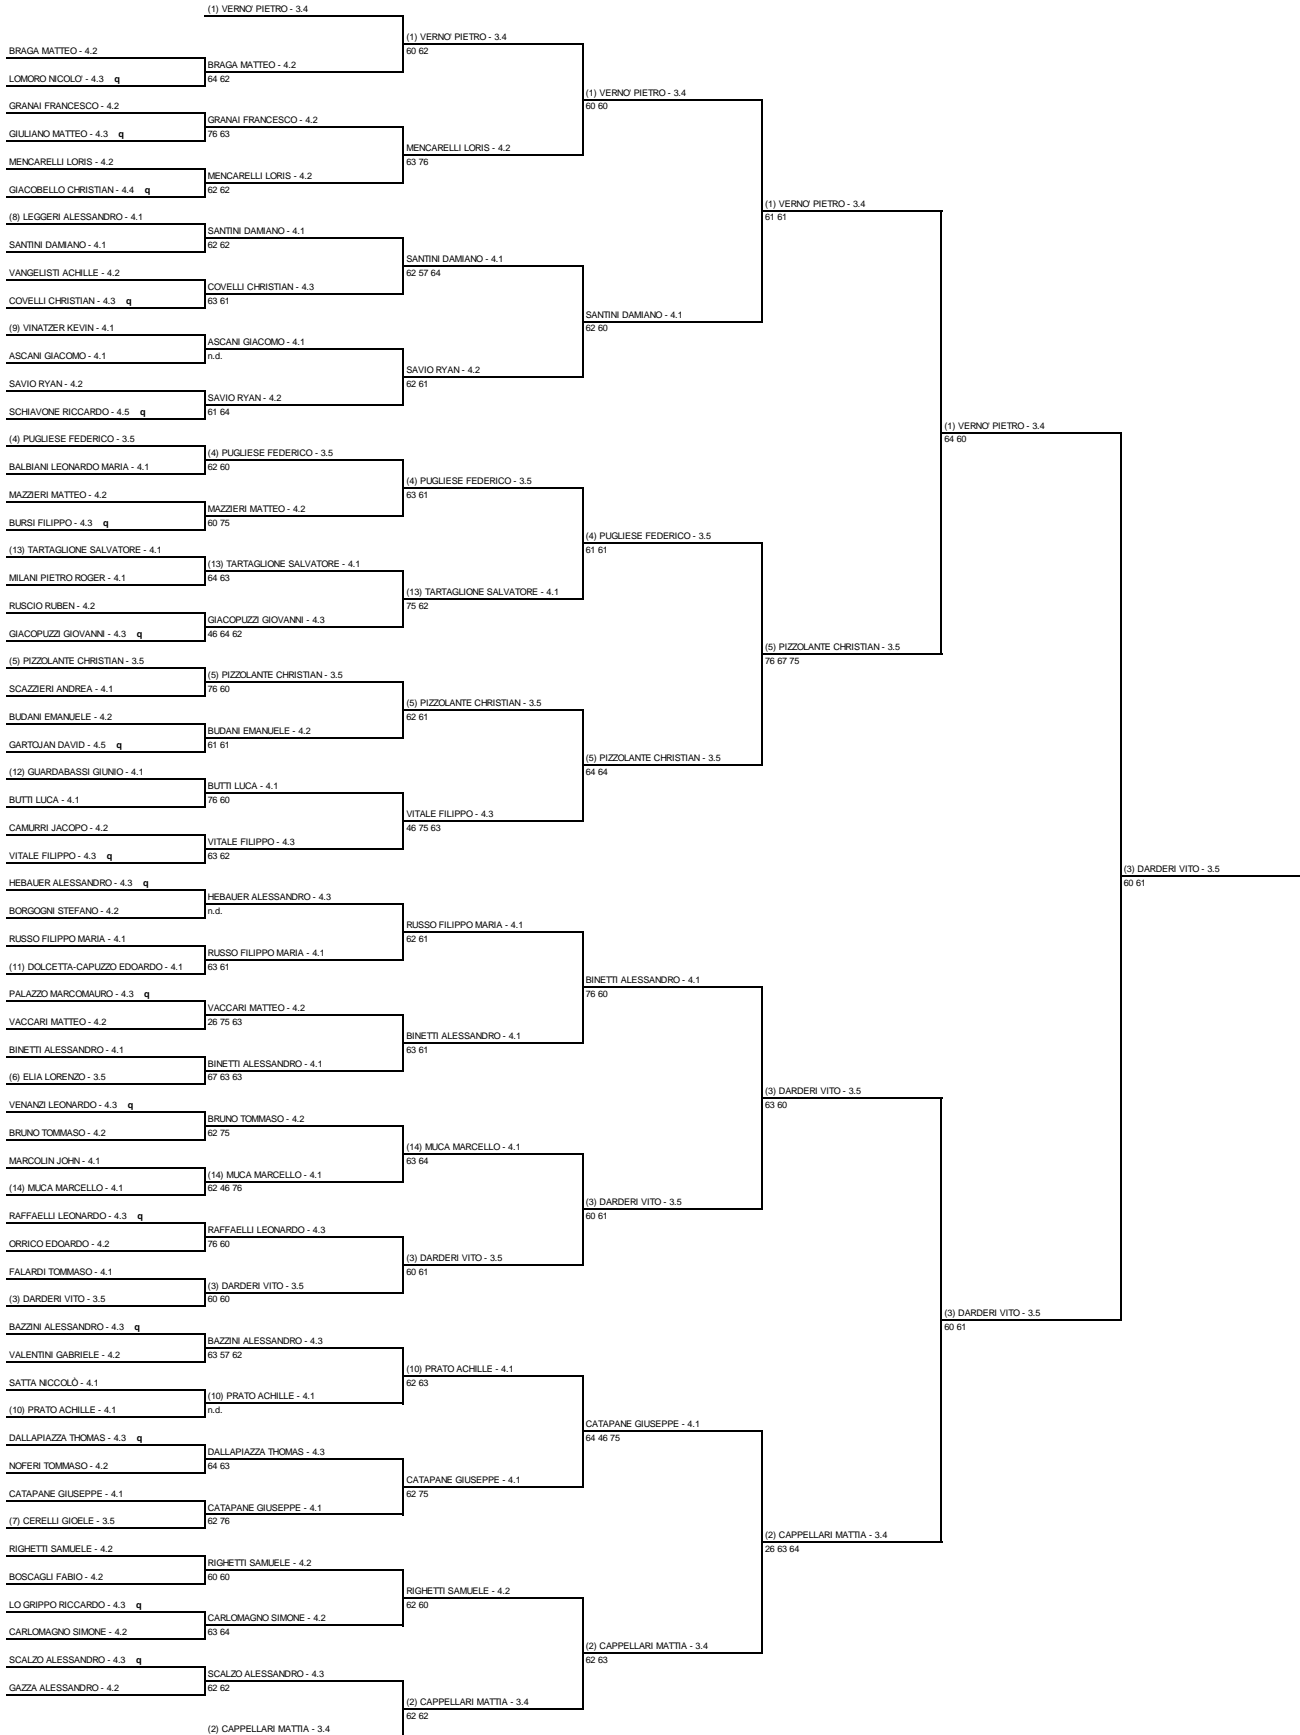 (1) VERNO' PIETRO - 3.4
(1) VERNO' PIETRO - 3.4
BRAGA MATTEO - 4.2
60 62
BRAGA MATTEO - 4.2
LOMORO NICOLO' - 4.3 q
64 62
(1) VERNO' PIETRO - 3.4
GRANAI FRANCESCO - 4.2
60 60
GRANAI FRANCESCO - 4.2
GIULIANO MATTEO - 4.3 q
76 63
MENCARELLI LORIS - 4.2
MENCARELLI LORIS - 4.2
63 76
MENCARELLI LORIS - 4.2
GIACOBELLO CHRISTIAN - 4.4 q
62 62
(1) VERNO' PIETRO - 3.4
(8) LEGGERI ALESSANDRO - 4.1
61 61
SANTINI DAMIANO - 4.1
SANTINI DAMIANO - 4.1
62 62
SANTINI DAMIANO - 4.1
VANGELISTI ACHILLE - 4.2
62 57 64
COVELLI CHRISTIAN - 4.3
COVELLI CHRISTIAN - 4.3 q
63 61
SANTINI DAMIANO - 4.1
(9) VINATZER KEVIN - 4.1
62 60
ASCANI GIACOMO - 4.1
ASCANI GIACOMO - 4.1
n.d.
SAVIO RYAN - 4.2
SAVIO RYAN - 4.2
62 61
SAVIO RYAN - 4.2
SCHIAVONE RICCARDO - 4.5 q
61 64
(1) VERNO' PIETRO - 3.4
(4) PUGLIESE FEDERICO - 3.5
64 60
(4) PUGLIESE FEDERICO - 3.5
BALBIANI LEONARDO MARIA - 4.1
62 60
(4) PUGLIESE FEDERICO - 3.5
MAZZIERI MATTEO - 4.2
63 61
MAZZIERI MATTEO - 4.2
BURSI FILIPPO - 4.3 q
60 75
(4) PUGLIESE FEDERICO - 3.5
(13) TARTAGLIONE SALVATORE - 4.1
61 61
(13) TARTAGLIONE SALVATORE - 4.1
MILANI PIETRO ROGER - 4.1
64 63
(13) TARTAGLIONE SALVATORE - 4.1
RUSCIO RUBEN - 4.2
75 62
GIACOPUZZI GIOVANNI - 4.3
GIACOPUZZI GIOVANNI - 4.3 q
46 64 62
(5) PIZZOLANTE CHRISTIAN - 3.5
(5) PIZZOLANTE CHRISTIAN - 3.5
76 67 75
(5) PIZZOLANTE CHRISTIAN - 3.5
SCAZZIERI ANDREA - 4.1
76 60
(5) PIZZOLANTE CHRISTIAN - 3.5
BUDANI EMANUELE - 4.2
62 61
BUDANI EMANUELE - 4.2
GARTOJAN DAVID - 4.5 q
61 61
(5) PIZZOLANTE CHRISTIAN - 3.5
(12) GUARDABASSI GIUNIO - 4.1
64 64
BUTTI LUCA - 4.1
BUTTI LUCA - 4.1
76 60
VITALE FILIPPO - 4.3
CAMURRI JACOPO - 4.2
46 75 63
VITALE FILIPPO - 4.3
VITALE FILIPPO - 4.3 q
63 62
(3) DARDERI VITO - 3.5
HEBAUER ALESSANDRO - 4.3 q
60 61
HEBAUER ALESSANDRO - 4.3
BORGOGNI STEFANO - 4.2
n.d.
RUSSO FILIPPO MARIA - 4.1
RUSSO FILIPPO MARIA - 4.1
62 61
RUSSO FILIPPO MARIA - 4.1
(11) DOLCETTA-CAPUZZO EDOARDO - 4.1
63 61
BINETTI ALESSANDRO - 4.1
PALAZZO MARCOMAURO - 4.3 q
76 60
VACCARI MATTEO - 4.2
VACCARI MATTEO - 4.2
26 75 63
BINETTI ALESSANDRO - 4.1
BINETTI ALESSANDRO - 4.1
63 61
BINETTI ALESSANDRO - 4.1
(6) ELIA LORENZO - 3.5
67 63 63
(3) DARDERI VITO - 3.5
VENANZI LEONARDO - 4.3 q
63 60
BRUNO TOMMASO - 4.2
BRUNO TOMMASO - 4.2
62 75
(14) MUCA MARCELLO - 4.1
MARCOLIN JOHN - 4.1
63 64
(14) MUCA MARCELLO - 4.1
(14) MUCA MARCELLO - 4.1
62 46 76
(3) DARDERI VITO - 3.5
RAFFAELLI LEONARDO - 4.3 q
60 61
RAFFAELLI LEONARDO - 4.3
ORRICO EDOARDO - 4.2
76 60
(3) DARDERI VITO - 3.5
FALARDI TOMMASO - 4.1
60 61
(3) DARDERI VITO - 3.5
(3) DARDERI VITO - 3.5
60 60
(3) DARDERI VITO - 3.5
BAZZINI ALESSANDRO - 4.3 q
60 61
BAZZINI ALESSANDRO - 4.3
VALENTINI GABRIELE - 4.2
63 57 62
(10) PRATO ACHILLE - 4.1
SATTA NICCOLÒ - 4.1
62 63
(10) PRATO ACHILLE - 4.1
(10) PRATO ACHILLE - 4.1
n.d.
CATAPANE GIUSEPPE - 4.1
DALLAPIAZZA THOMAS - 4.3 q
64 46 75
DALLAPIAZZA THOMAS - 4.3
NOFERI TOMMASO - 4.2
64 63
CATAPANE GIUSEPPE - 4.1
CATAPANE GIUSEPPE - 4.1
62 75
CATAPANE GIUSEPPE - 4.1
(7) CERELLI GIOELE - 3.5
62 76
(2) CAPPELLARI MATTIA - 3.4
RIGHETTI SAMUELE - 4.2
26 63 64
RIGHETTI SAMUELE - 4.2
BOSCAGLI FABIO - 4.2
60 60
RIGHETTI SAMUELE - 4.2
LO GRIPPO RICCARDO - 4.3 q
62 60
CARLOMAGNO SIMONE - 4.2
CARLOMAGNO SIMONE - 4.2
63 64
(2) CAPPELLARI MATTIA - 3.4
SCALZO ALESSANDRO - 4.3 q
62 63
SCALZO ALESSANDRO - 4.3
GAZZA ALESSANDRO - 4.2
62 62
(2) CAPPELLARI MATTIA - 3.4
62 62
(2) CAPPELLARI MATTIA - 3.4